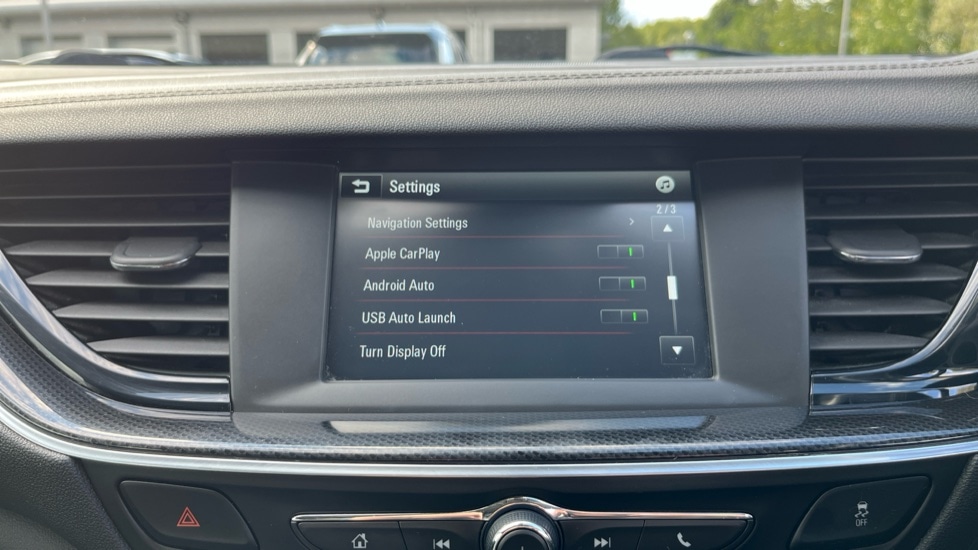 Settings
2/3
Navigation Settings
Apple CarPlay
Android Auto
USB Auto Launch
Turn Display Off
OFF